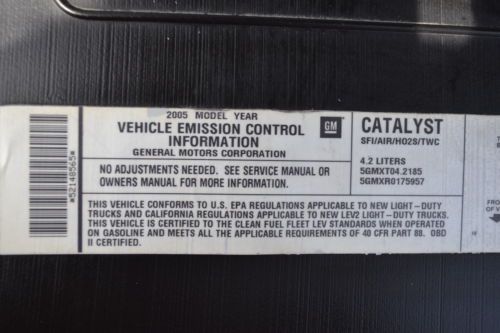 2005 MODEL YEAR
VEHICLE EMISSION CONTROL
INFORMATION
GENERAL MOTORS CORPORATION
GM
NO ADJUSTMENTS NEEDED. SEE SERVICE MANUAL OR
OWNERS MANUAL FOR MORE INFORMATION.
CATALYST
SFI/AIR/HO2S/TWC
4.2 LITERS
5GMXT04.2185
5GMXR0175957
THIS VEHICLE CONFORMS TO U.S. EPA REGULATIONS APPLICABLE TO NEW LIGHT-DUTY
TRUCKS AND CALIFORNIA REGULATIONS APPLICABLE TO NEW LEV2 LIGHT-DUTY TRUCKS.
THIS VEHICLE IS CERTIFIED TO THE CLEAN FUEL FLEET LEV STANDARDS WHEN OPERATED
ON GASOLINE AND MEETS ALL THE APPLICABLE REQUIREMENTS OF 40 CFR PART 88. OBD
II CERTIFIED.
*52148565*
FRO
OF V